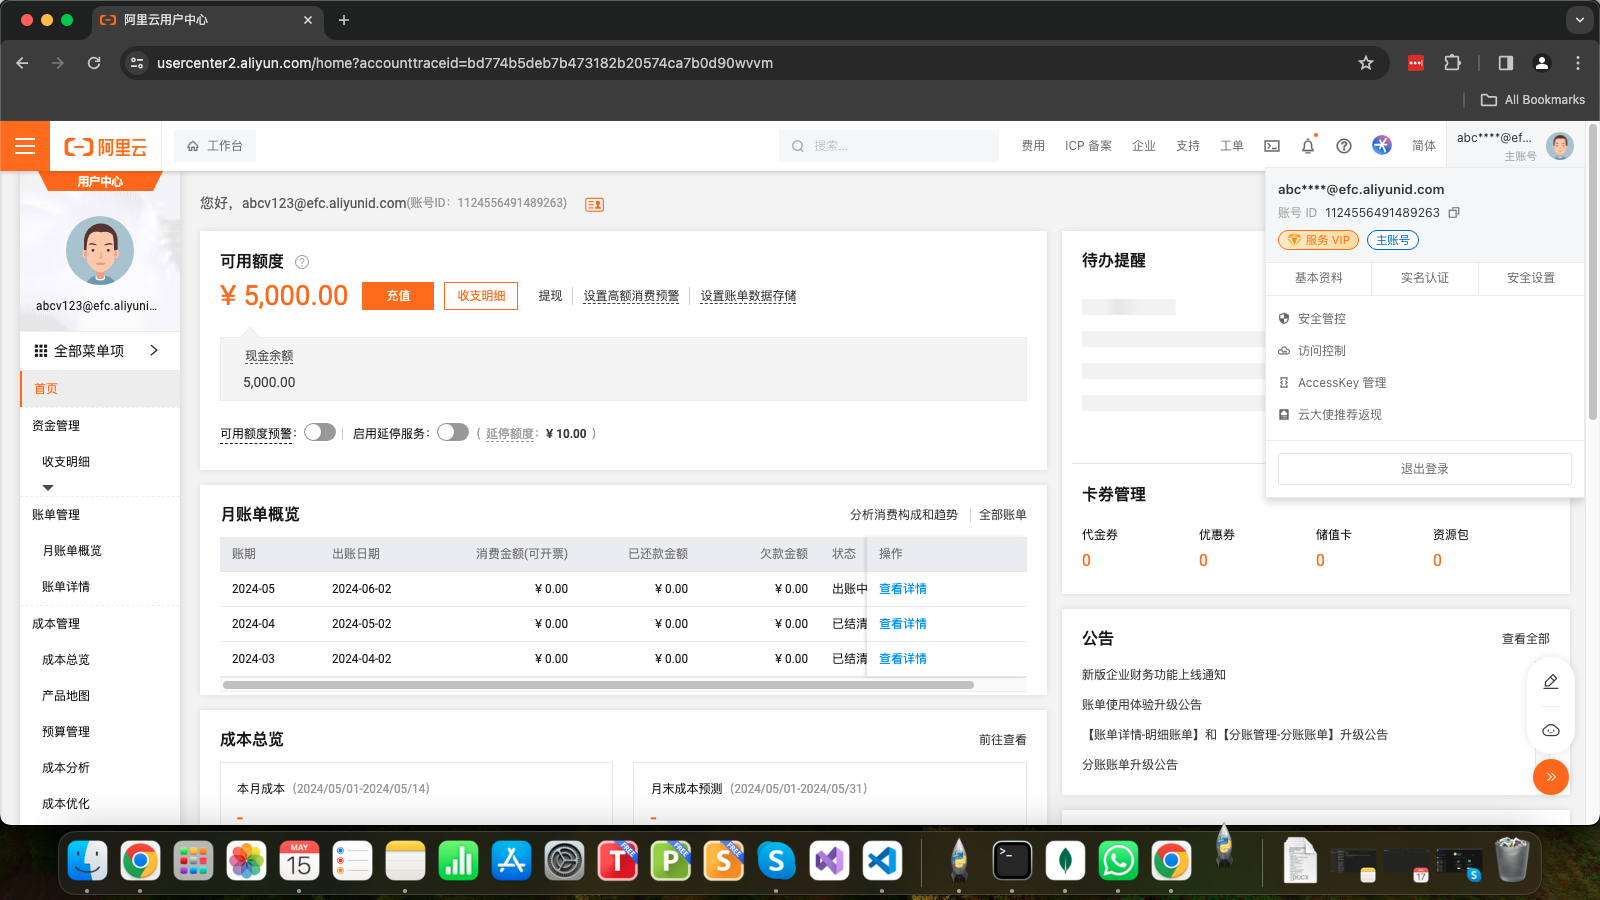 阿里云用户中心
usercenter2.aliyun.com/home?accounttraceid=bd774b5deb7b473182b20574ca7b0d90wvvm
All Bookmarks
阿里云
工作台
搜索...
费用
ICP 备案
企业
支持
工单
简体
abc****@ef...
主账号
用户中心
abcv123@efc.aliyuni...
全部菜单项
首页
资金管理
收支明细
账单管理
月账单概览
账单详情
成本管理
成本总览
产品地图
预算管理
成本分析
成本优化
您好，abcv123@efc.aliyunid.com(账号ID：1124556491489263)
可用额度
¥ 5,000.00
充值
收支明细
提现
设置高额消费预警
设置账单数据存储
现金余额
5,000.00
可用额度预警：
启用延停服务：
( 延停额度： ¥ 10.00 )
月账单概览
分析消费构成和趋势
全部账单
账期 出账日期 消费金额(可开票) 已还款金额 欠款金额 状态 操作
2024-05 2024-06-02 ¥ 0.00 ¥ 0.00 ¥ 0.00 出账中 查看详情
2024-04 2024-05-02 ¥ 0.00 ¥ 0.00 ¥ 0.00 已结清 查看详情
2024-03 2024-04-02 ¥ 0.00 ¥ 0.00 ¥ 0.00 已结清 查看详情
成本总览
前往查看
本月成本 (2024/05/01-2024/05/14)
-
月末成本预测 (2024/05/01-2024/05/31)
-
待办提醒
abc****@efc.aliyunid.com
账号 ID 1124556491489263
服务 VIP
主账号
基本资料
实名认证
安全设置
安全管控
访问控制
AccessKey 管理
云大使推荐返现
退出登录
卡券管理
代金券 优惠券 储值卡 资源包
0 0 0 0
公告
查看全部
新版企业财务功能上线通知
账单使用体验升级公告
【账单详情-明细账单】和【分账管理-分账账单】升级公告
分账账单升级公告
MAY
15
T
FREE
P
FREE
S
FREE
S
DOCX
17
S